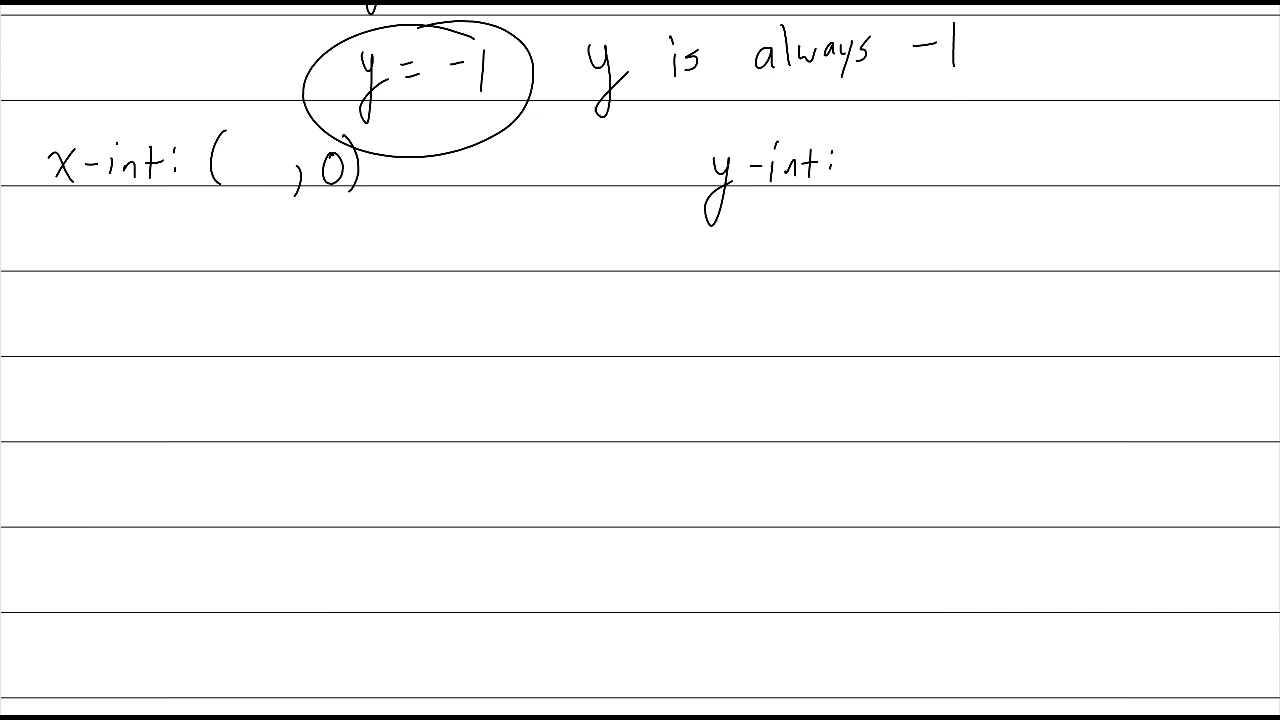 y = -1 y is always -1
x-int: ( , 0) y-int: